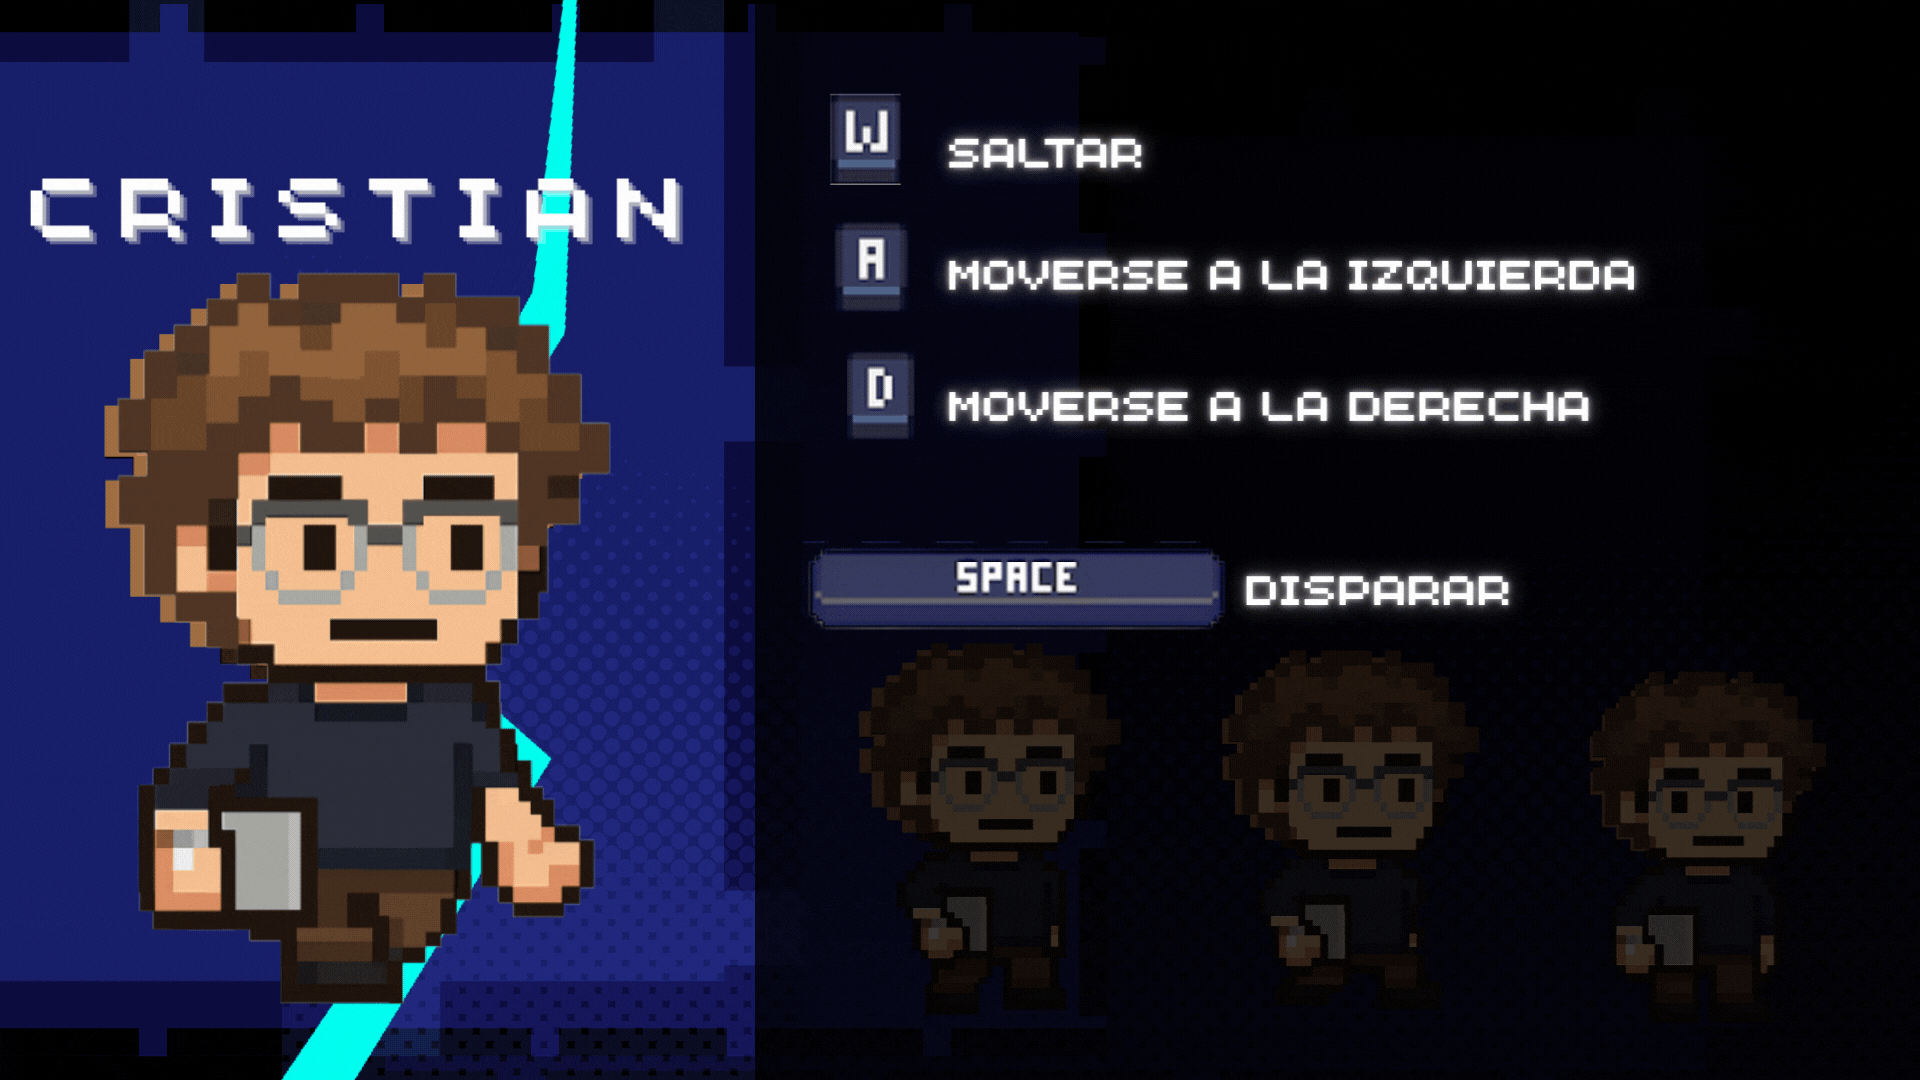 CRISTIAN
W SALTAR
A MOVERSE A LA IZQUIERDA
D MOVERSE A LA DERECHA
SPACE DISPARAR